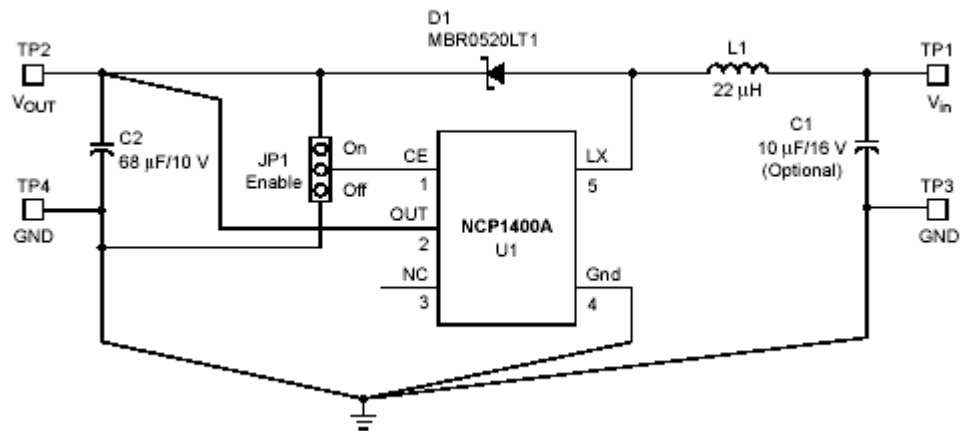 D1
MBR0520LT1
TP2
VOUT
L1
22 µH
TP1
Vin
C2
68 µF/10 V
JP1
Enable
On
Off
CE
1
LX
5
C1
10 µF/16 V
(Optional)
TP4
GND
OUT
2
NCP1400A
U1
TP3
GND
NC
3
Gnd
4